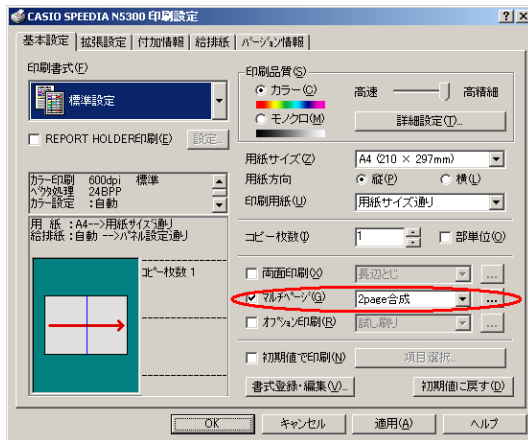 CASIO SPEEDIA N5300 印刷設定
基本設定 拡張設定 付加情報 給排紙 バージョン情報
印刷書式(F)
標準設定
REPORT HOLDER印刷(E) 設定...
カラー印刷 600dpi 標準
ベクタ処理 24BPP
カラー設定 :自動
用 紙 :A4-->用紙サイズ通り
給排紙 :自動 -->パネル設定通り
コピー枚数 1
印刷品質(S)
カラー(C)
モノクロ(M)
高速 高精細
詳細設定(T)...
用紙サイズ(Z) A4 (210 × 297mm)
用紙方向 縦(P) 横(L)
印刷用紙(U) 用紙サイズ通り
コピー枚数(I) 1 部単位(O)
両面印刷(X) 長辺とじ ...
マルチページ(G) 2page合成 ...
オプション印刷(R) 試し刷り ...
初期値で印刷(N) 項目選択...
書式登録・編集(V)... 初期値に戻す(D)
OK キャンセル 適用(A) ヘルプ